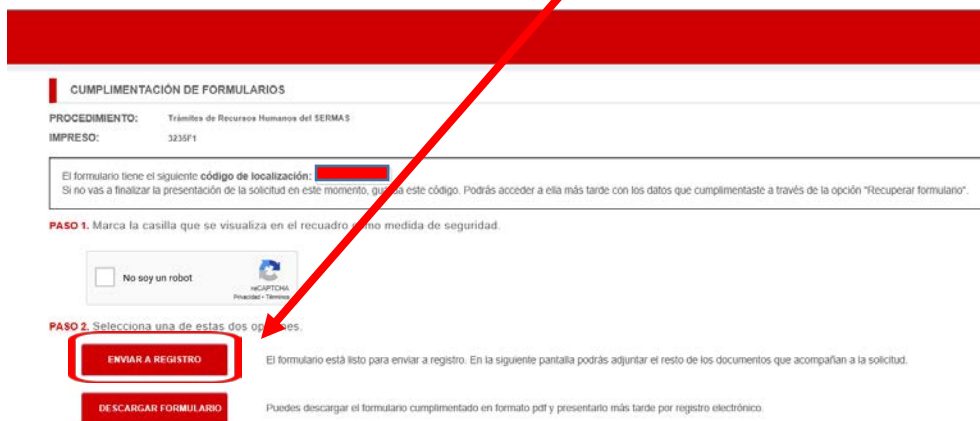 CUMPLIMENTACIÓN DE FORMULARIOS
PROCEDIMIENTO: Trámites de Recursos Humanos del SERMAS
IMPRESO: 3235F1
El formulario tiene el siguiente código de localización:
Si no vas a finalizar la presentación de la solicitud en este momento, guarda este código. Podrás acceder a ella más tarde con los datos que cumplimentaste a través de la opción "Recuperar formulario".
PASO 1. Marca la casilla que se visualiza en el recuadro como medida de seguridad.
No soy un robot
reCAPTCHA
Privacidad - Términos
PASO 2. Selecciona una de estas dos opciones.
ENVIAR A REGISTRO El formulario está listo para enviar a registro. En la siguiente pantalla podrás adjuntar el resto de los documentos que acompañan a la solicitud.
DESCARGAR FORMULARIO Puedes descargar el formulario cumplimentado en formato pdf y presentarlo más tarde por registro electrónico.